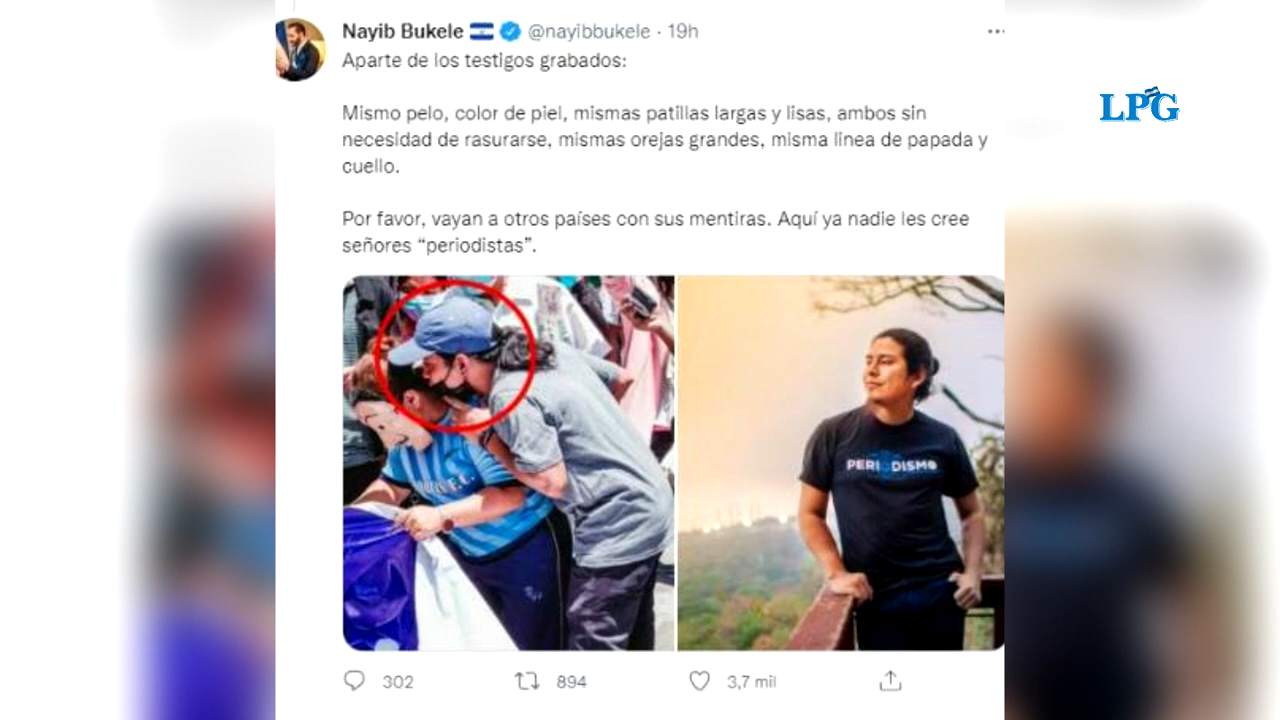 Nayib Bukele @nayibbukele · 19h
Aparte de los testigos grabados:
Mismo pelo, color de piel, mismas patillas largas y lisas, ambos sin
necesidad de rasurarse, mismas orejas grandes, misma linea de papada y
cuello.
Por favor, vayan a otros países con sus mentiras. Aquí ya nadie les cree
señores “periodistas”.
LPG
PERIODISMO
302
894
3,7 mil